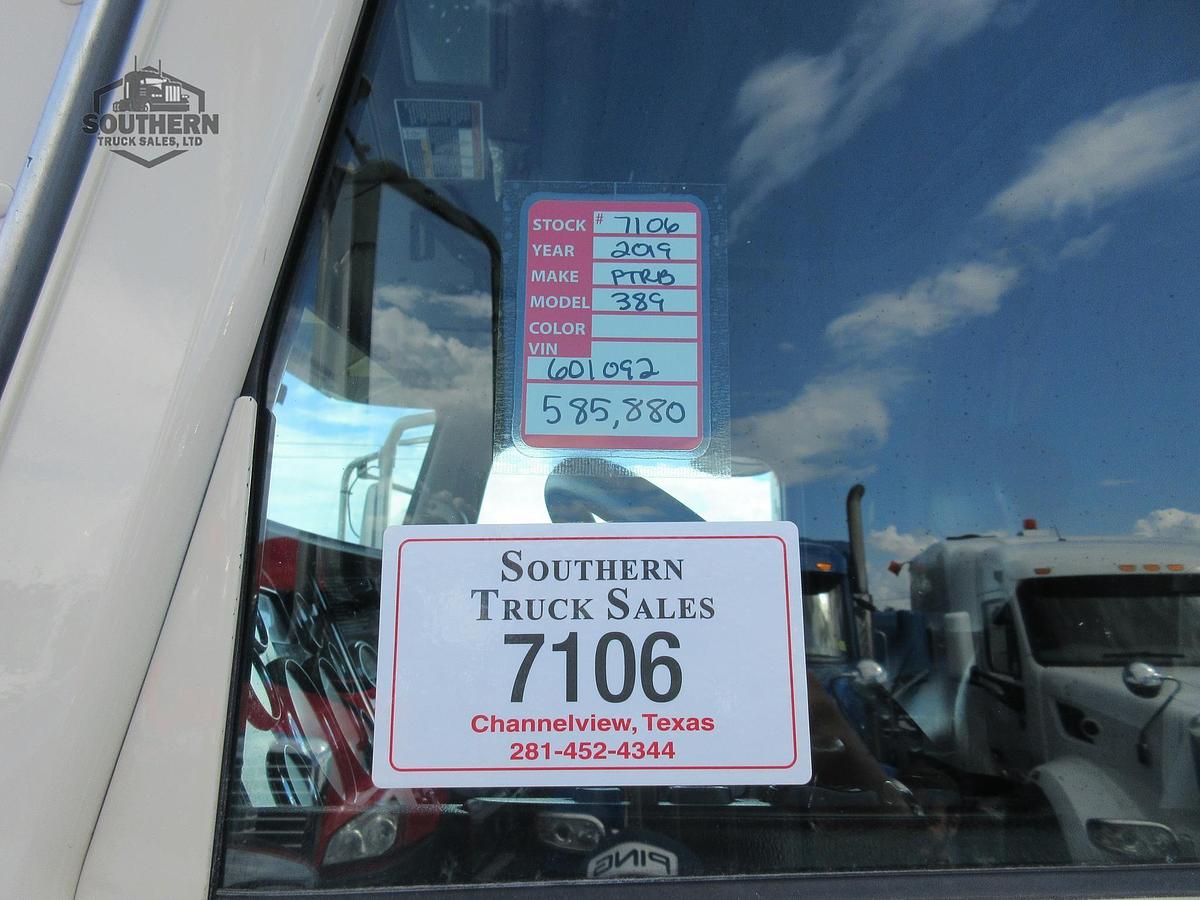 SOUTHERN
TRUCK SALES, LTD
STOCK # 7106
YEAR 2019
MAKE PTRB
MODEL 389
COLOR
VIN
601092
585,880
SOUTHERN
TRUCK SALES
7106
Channelview, Texas
281-452-4344
PING